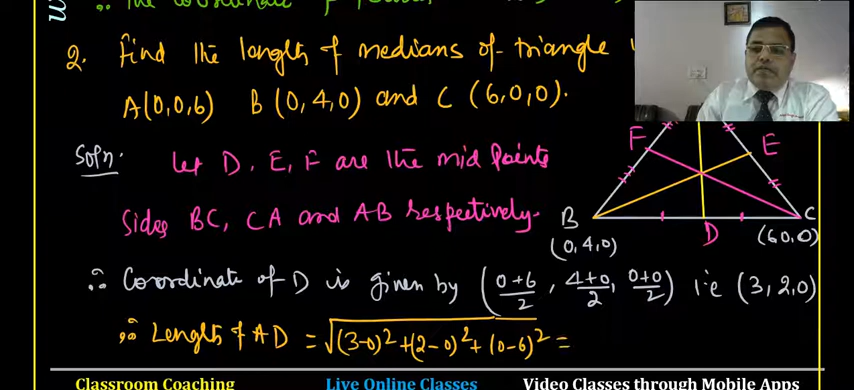 2. Find the length of medians of triangle
A(0,0,6) B(0,4,0) and C (6,0,0).
Soln. Let D, E, F are the mid points
Sides BC, CA and AB respectively.
F E
B D C
(0,4,0) (6,0,0)
∴ Coordinate of D is given by (0+6/2, 4+0/2, 0+0/2) i.e (3,2,0)
∴ Length of AD = √(3-0)² + (2-0)² + (0-6)² =
Classroom Coaching Live Online Classes Video Classes through Mobile Apps